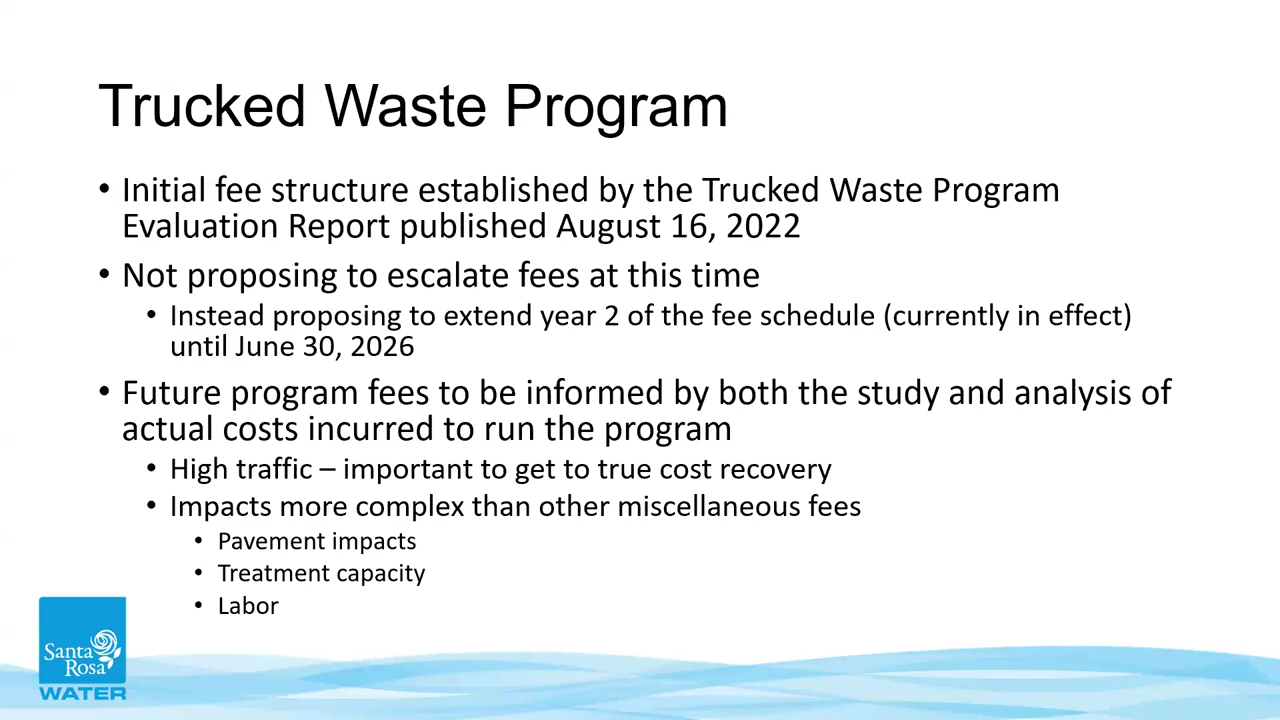 Trucked Waste Program
• Initial fee structure established by the Trucked Waste Program
Evaluation Report published August 16, 2022
• Not proposing to escalate fees at this time
• Instead proposing to extend year 2 of the fee schedule (currently in effect)
until June 30, 2026
• Future program fees to be informed by both the study and analysis of
actual costs incurred to run the program
• High traffic – important to get to true cost recovery
• Impacts more complex than other miscellaneous fees
• Pavement impacts
• Treatment capacity
• Labor
Santa
Rosa
WATER